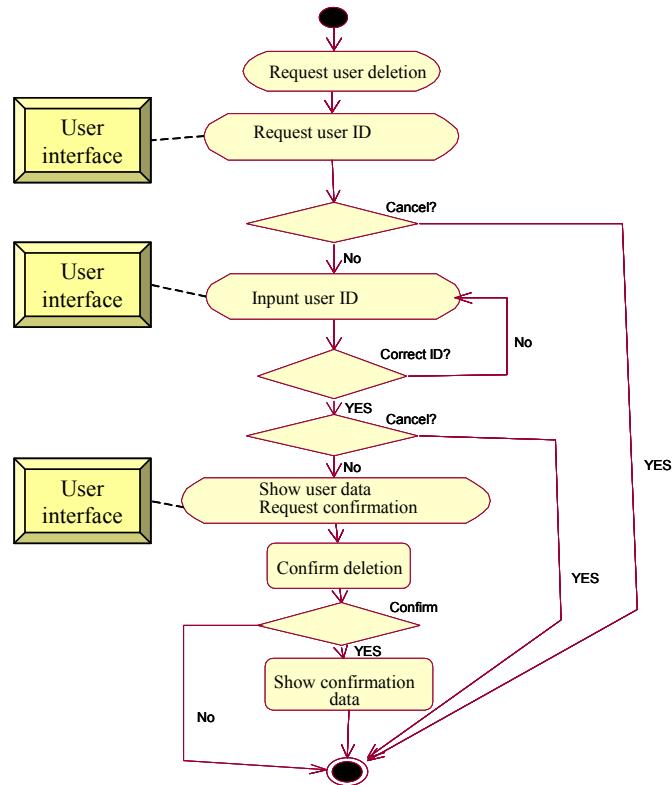 Request user deletion
User
interface
Request user ID
Cancel?
No
User
interface
Inpunt user ID
Correct ID?
No
YES
Cancel?
No
YES
User
interface
Show user data
Request confirmation
Confirm deletion
YES
Confirm
YES
Show confirmation
data
No